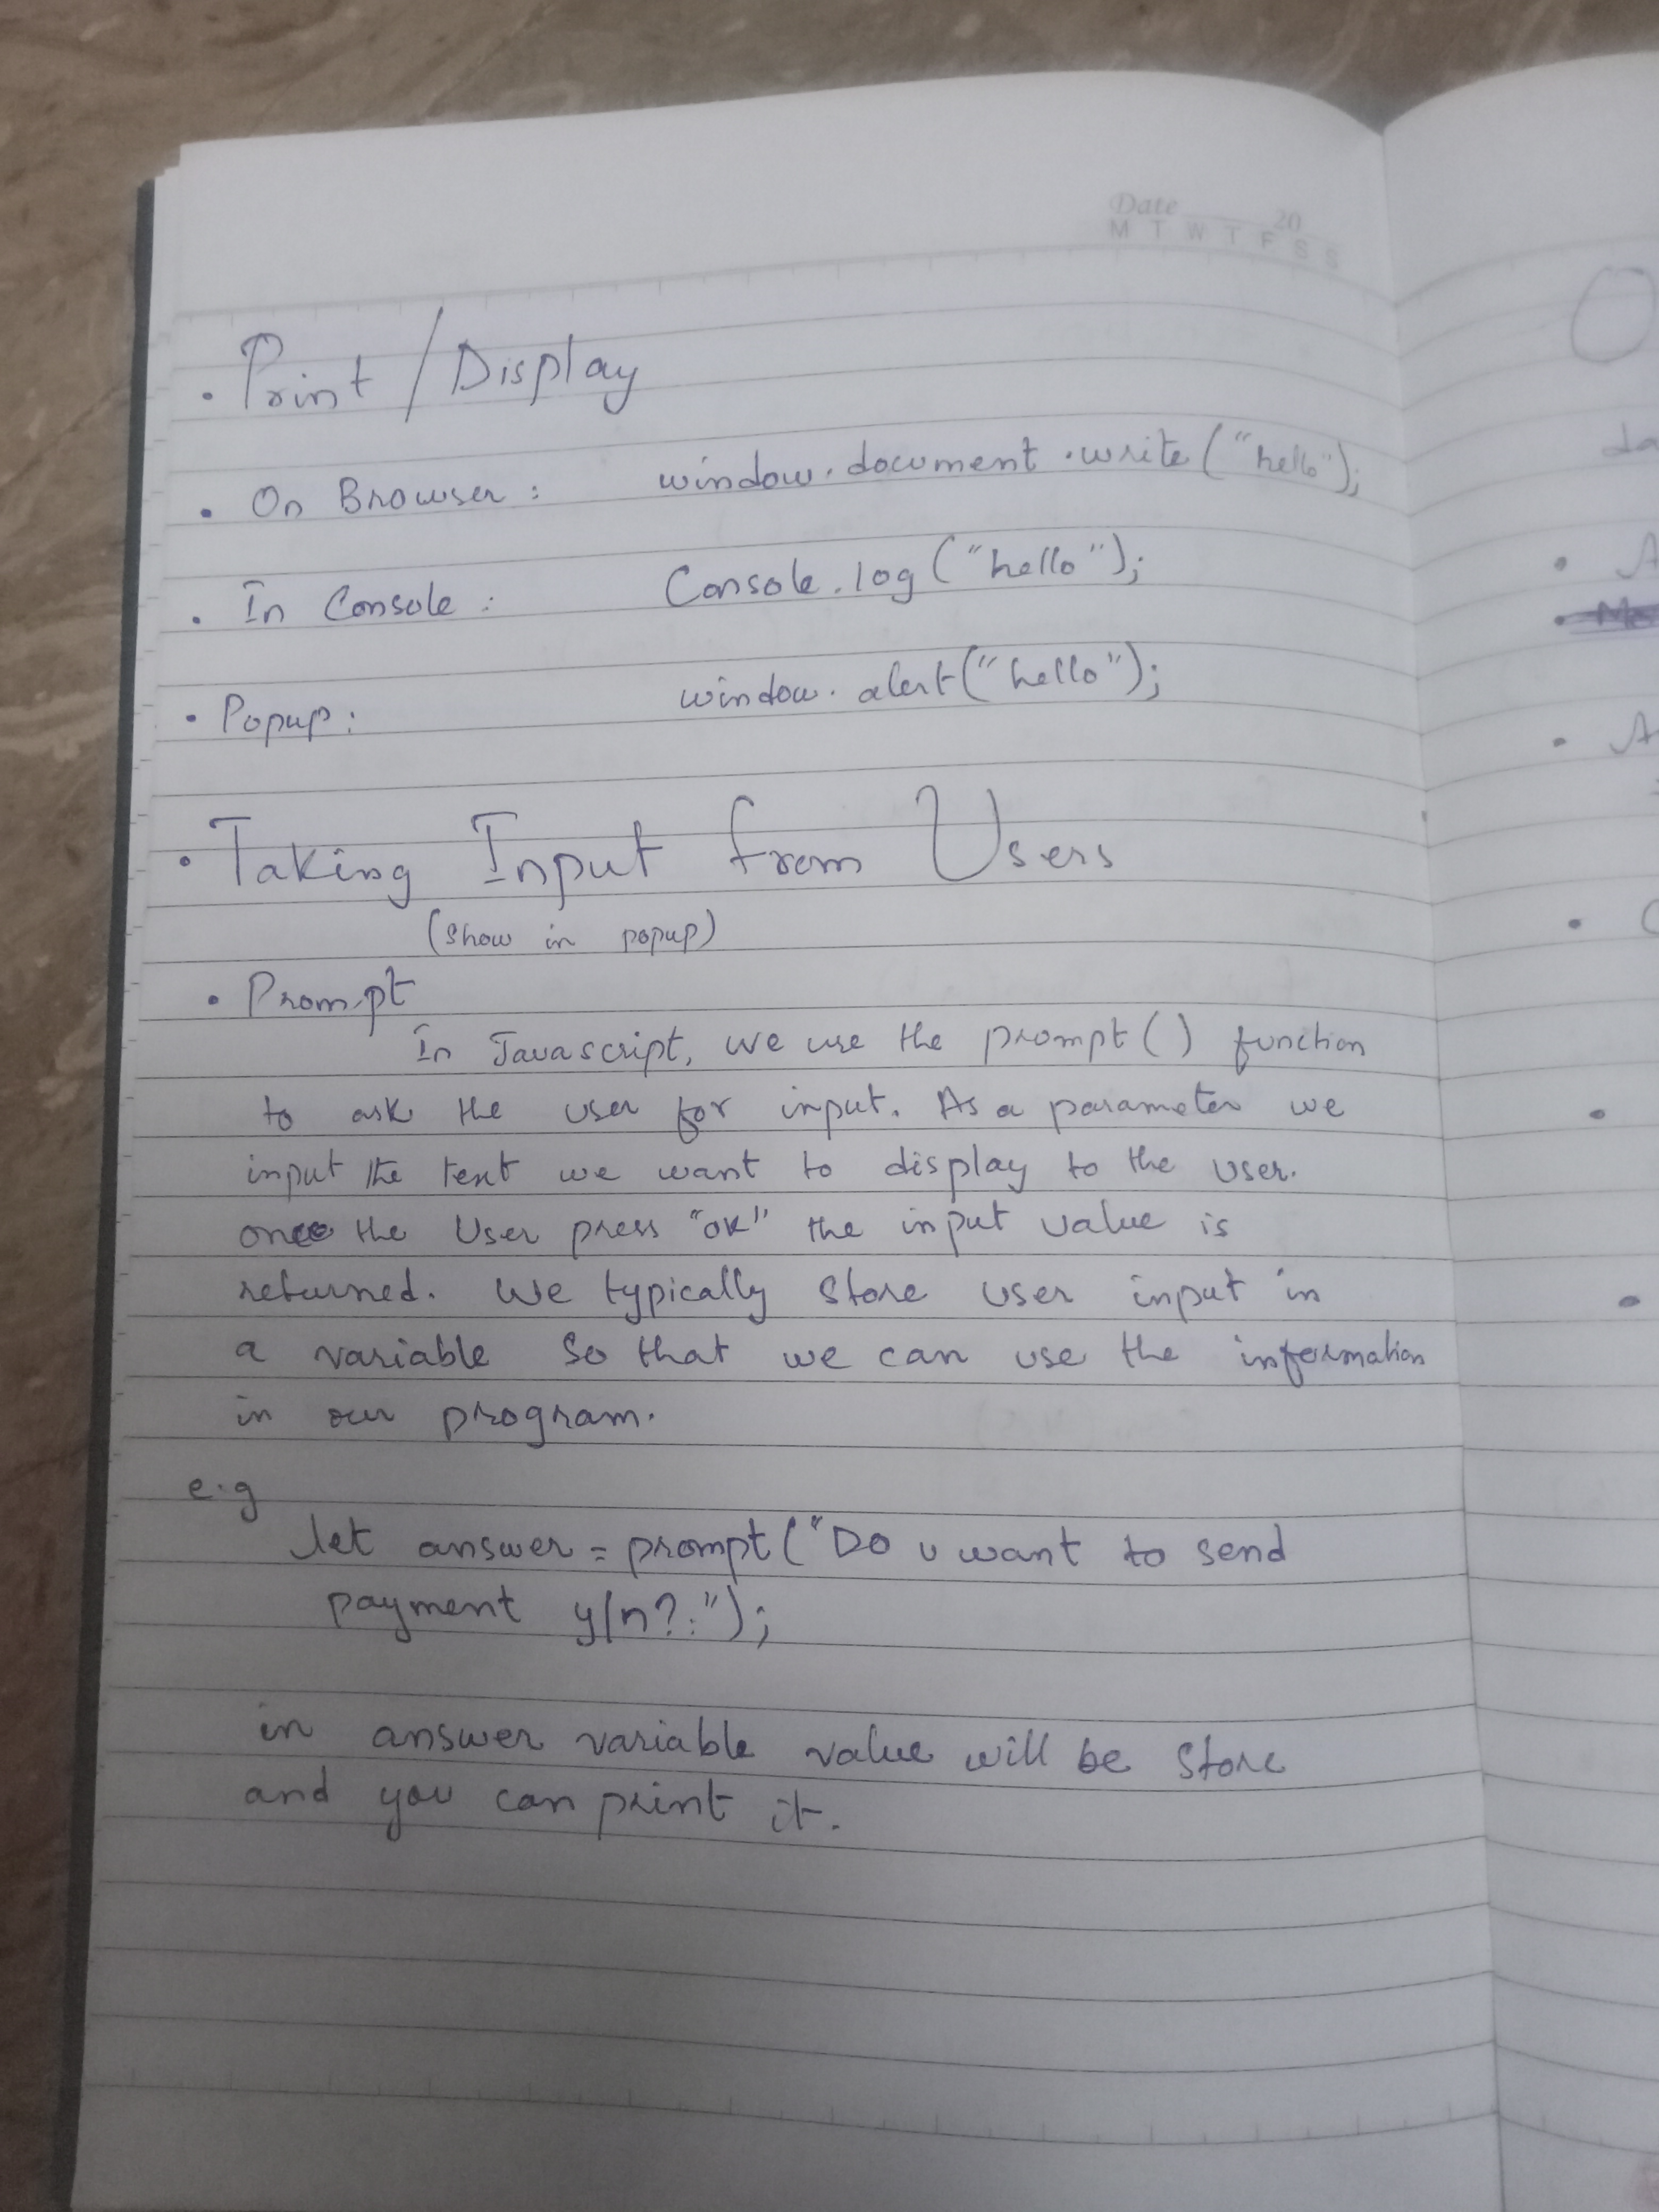 Date 20
M T W T F S S
• Print / Display
• On Browser : window.document.write("hello");
• In Console : Console.log("hello");
• Popup : window.alert("hello");
• Taking Input from Users
(show in popup)
• Prompt
In Javascript, we use the prompt() function
to ask the user for input. As a parameter we
input the text we want to display to the user.
once the User press "ok" the input value is
returned. We typically store user input in
a variable so that we can use the information
in our program.
e.g
let answer = prompt("Do u want to send
payment y/n?:");
in answer variable value will be store
and you can print it.